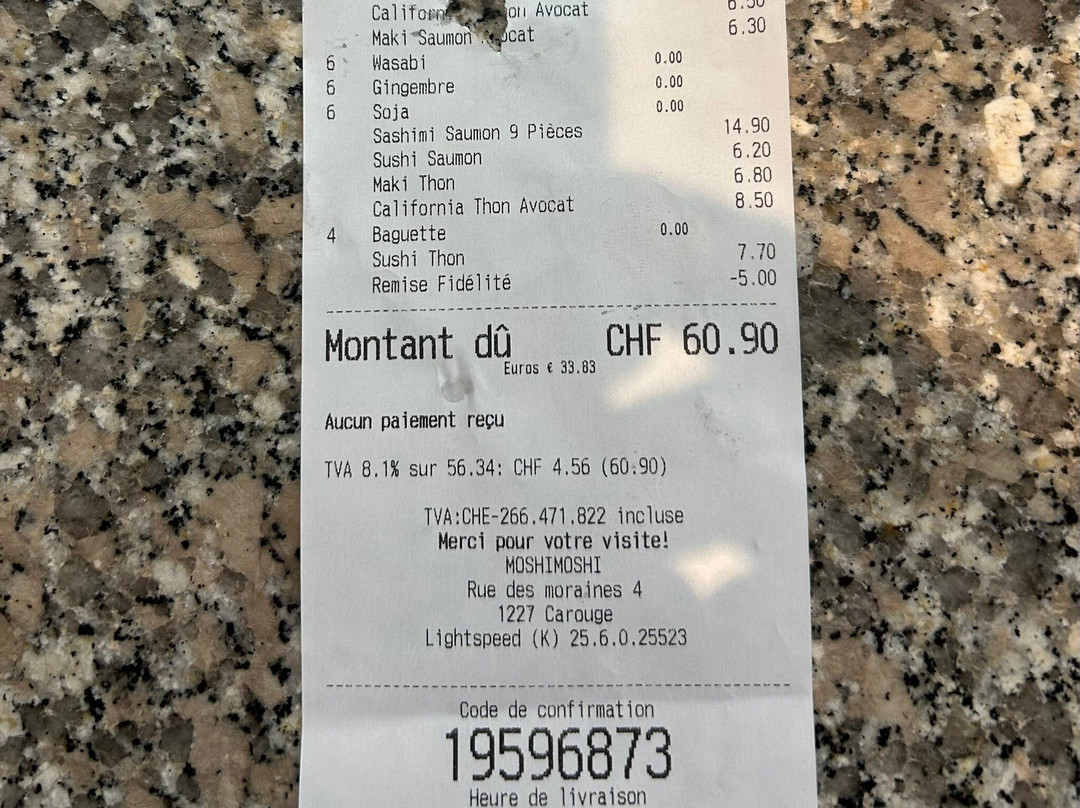 Avocat
Maki Saumon 6.30
6 Wasabi 0.00
6 Gingembre 0.00
6 Soja 0.00
Sashimi Saumon 9 Pièces 14.90
Sushi Saumon 6.20
Maki Thon 6.80
California Thon Avocat 8.50
4 Baguette 0.00
Sushi Thon 7.70
Remise Fidélité -5.00
Montant dû CHF 60.90
Euros € 33.83
Aucun paiement reçu
TVA 8.1% sur 56.34: CHF 4.56 (60.90)
TVA:CHE-266.471.822 incluse
Merci pour votre visite!
MOSHIMOSHI
Rue des moraines 4
1227 Carouge
Lightspeed (K) 25.6.0.25523
Code de confirmation
19596873
Heure de livraison